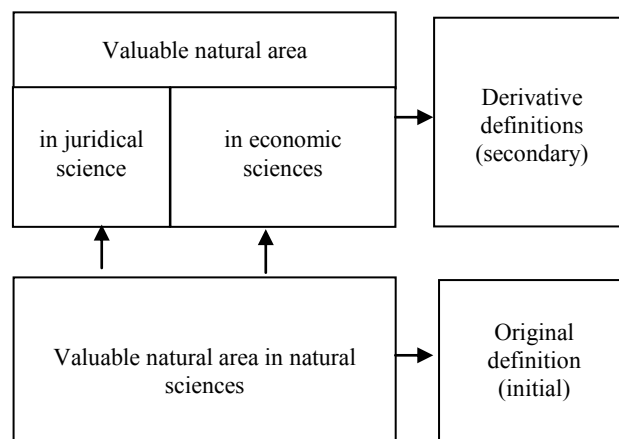 Valuable natural area
in juridical
science
in economic
sciences
Derivative
definitions
(secondary)
Valuable natural area in natural
sciences
Original
definition
(initial)